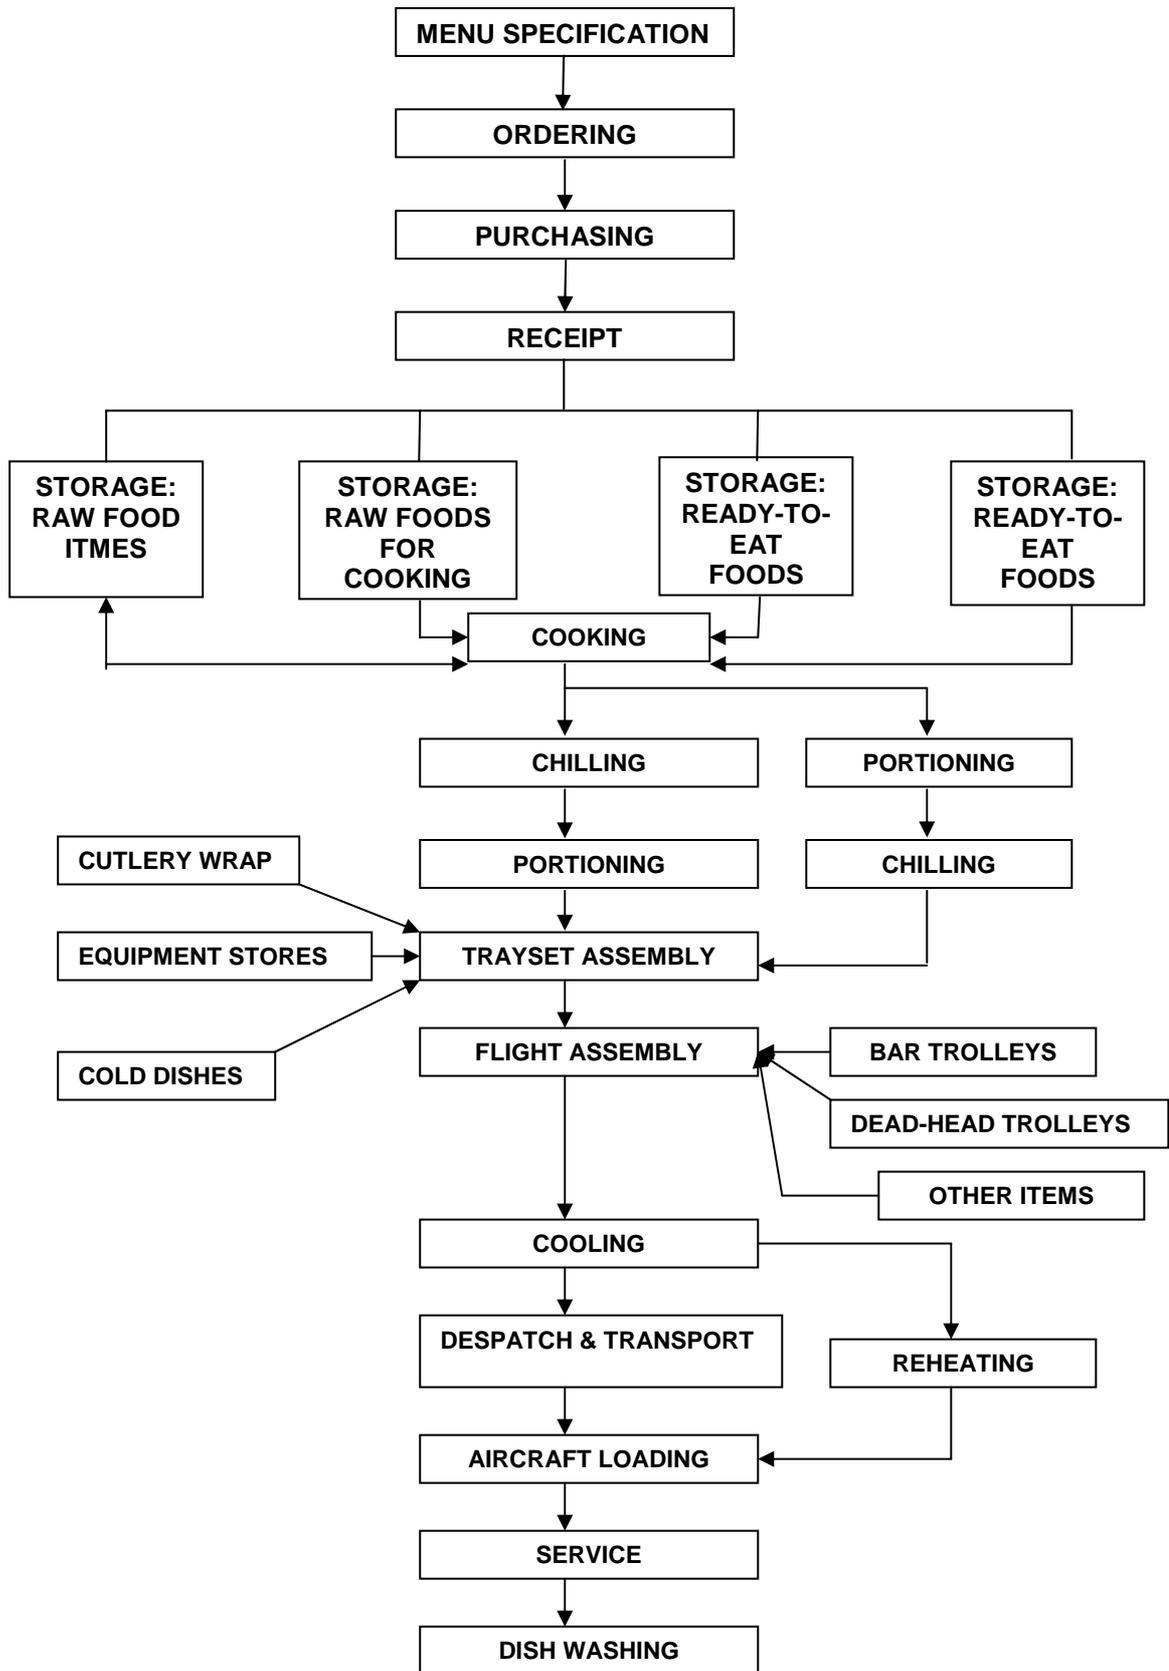 MENU SPECIFICATION
ORDERING
PURCHASING
RECEIPT
STORAGE:
RAW FOOD
ITMES
STORAGE:
RAW FOODS
FOR
COOKING
STORAGE:
READY-TO-
EAT
FOODS
STORAGE:
READY-TO-
EAT
FOODS
COOKING
CHILLING
PORTIONING
PORTIONING
CHILLING
CUTLERY WRAP
EQUIPMENT STORES
COLD DISHES
TRAYSET ASSEMBLY
FLIGHT ASSEMBLY
BAR TROLLEYS
DEAD-HEAD TROLLEYS
OTHER ITEMS
COOLING
DESPATCH & TRANSPORT
REHEATING
AIRCRAFT LOADING
SERVICE
DISH WASHING